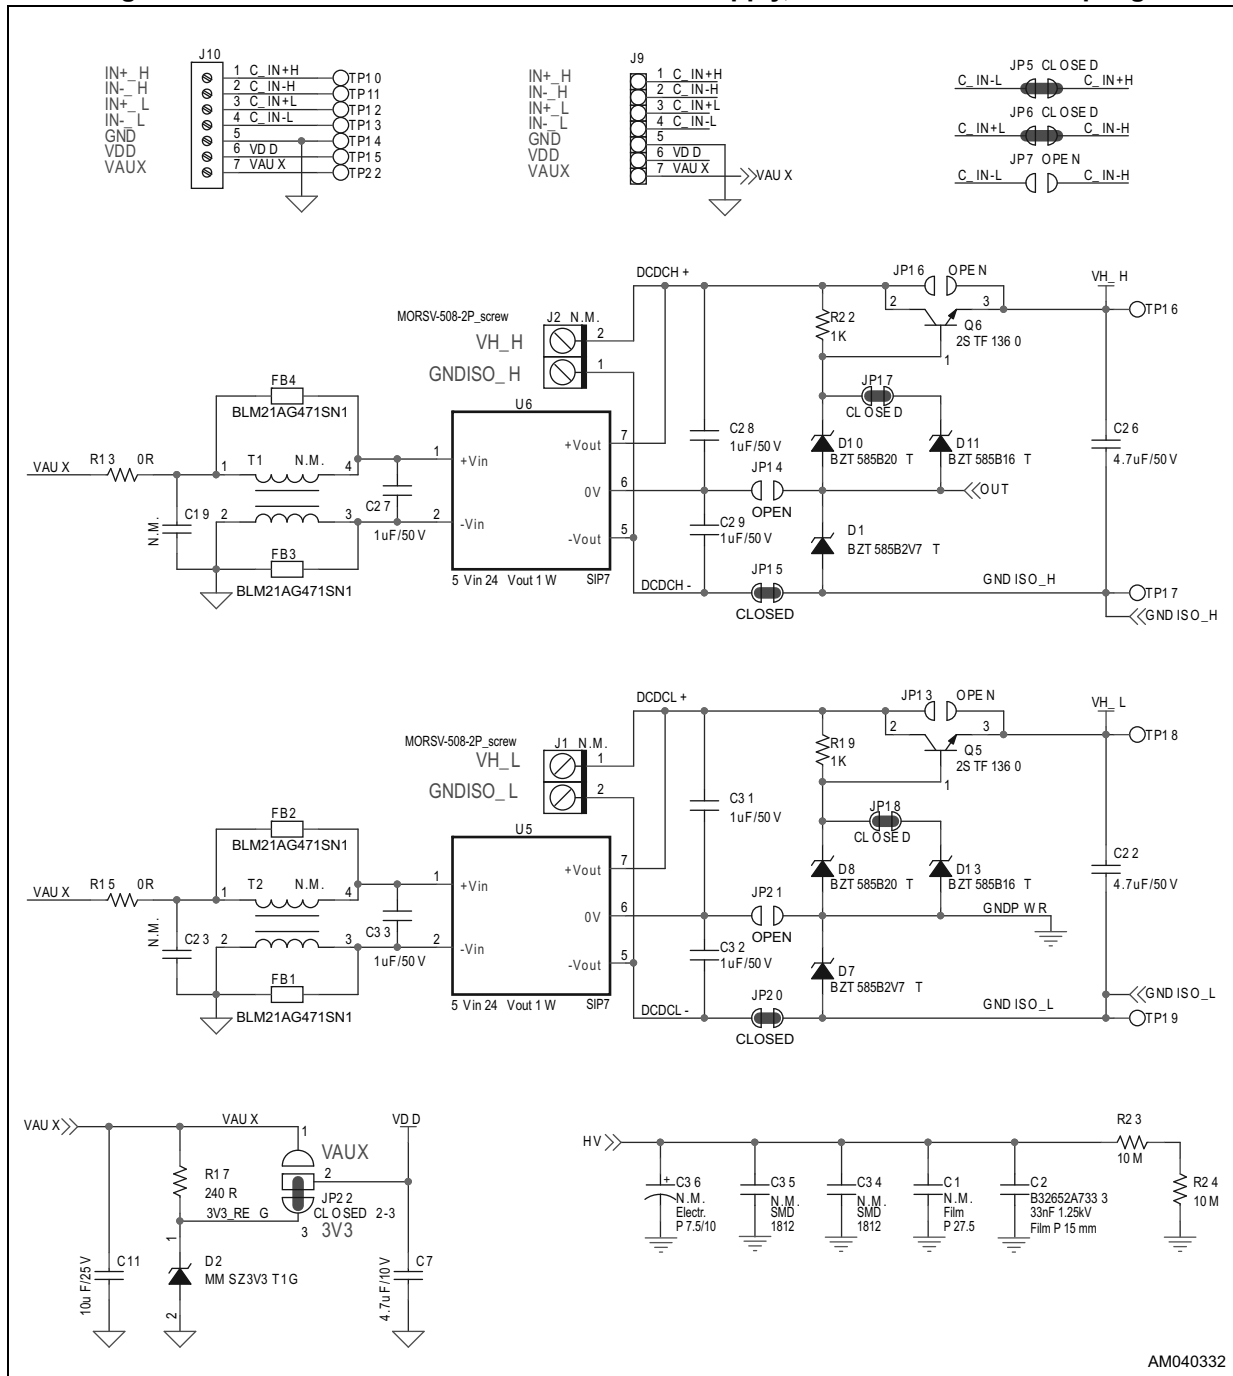 J10
IN+_H
IN-_H
IN+_L
IN-_L
GND
VDD
VAUX
1 C_IN+H TP10
2 C_IN-H TP11
3 C_IN+L TP12
4 C_IN-L TP13
5 TP14
6 VDD TP15
7 VAUX TP22
J9
IN+_H
IN-_H
IN+_L
IN-_L
GND
VDD
VAUX
1 C_IN+H
2 C_IN-H
3 C_IN+L
4 C_IN-L
5
6 VDD
7 VAUX VAUX
JP5 CLOSED
C_IN-L C_IN+H
JP6 CLOSED
C_IN+L C_IN-H
JP7 OPEN
C_IN-L C_IN-H
DCDCH+
JP16 OPEN
VH_H
2 3
TP16
Q6
2STF1360
1
R22
1K
MORSV-508-2P_screw
J2 N.M.
VH_H
2
GNDISO_H
1
JP17
CLOSED
FB4
BLM21AG471SN1
U6
VAUX
R13 0R
1 T1 N.M. 4
C19
N.M.
2 3
FB3
BLM21AG471SN1
C27
1uF/50V
1 +Vin
2 -Vin
+Vout 7
0V 6
-Vout 5
5Vin 24Vout 1W SIP7
C28
1uF/50V
JP14
OPEN
C29
1uF/50V
D10
BZT585B20T
D11
BZT585B16T
OUT
D1
BZT585B2V7T
C26
4.7uF/50V
DCDCH-
JP15
CLOSED
GNDISO_H
TP17
GNDISO_H
DCDCL+
JP13 OPEN
VH_L
2 3
TP18
Q5
2STF1360
1
R19
1K
MORSV-508-2P_screw
J1 N.M.
VH_L
1
GNDISO_L
2
JP18
CLOSED
FB2
BLM21AG471SN1
U5
VAUX
R15 0R
1 T2 N.M. 4
C23
N.M.
2 3
FB1
BLM21AG471SN1
C33
1uF/50V
1 +Vin
2 -Vin
+Vout 7
0V 6
-Vout 5
5Vin 24Vout 1W SIP7
C31
1uF/50V
JP21
OPEN
C32
1uF/50V
D8
BZT585B20T
D13
BZT585B16T
GNDPWR
D7
BZT585B2V7T
C22
4.7uF/50V
DCDCL-
JP20
CLOSED
GNDISO_L
GNDISO_L
TP19
VAUX
VAUX
1
VAUX
2
JP22
CLOSED 2-3
3 3V3
VDD
R17
240R
3V3_REG
1
D2
MMSZ3V3T1G
2
C11
10uF/25V
C7
4.7uF/10V
HV
+ C36
N.M.
Electr.
P 7.5/10
C35
N.M.
SMD
1812
C34
N.M.
SMD
1812
C1
N.M.
Film
P 27.5
C2
B32652A7333
33nF 1.25kV
Film P 15 mm
R23
10M
R24
10M
AM040332